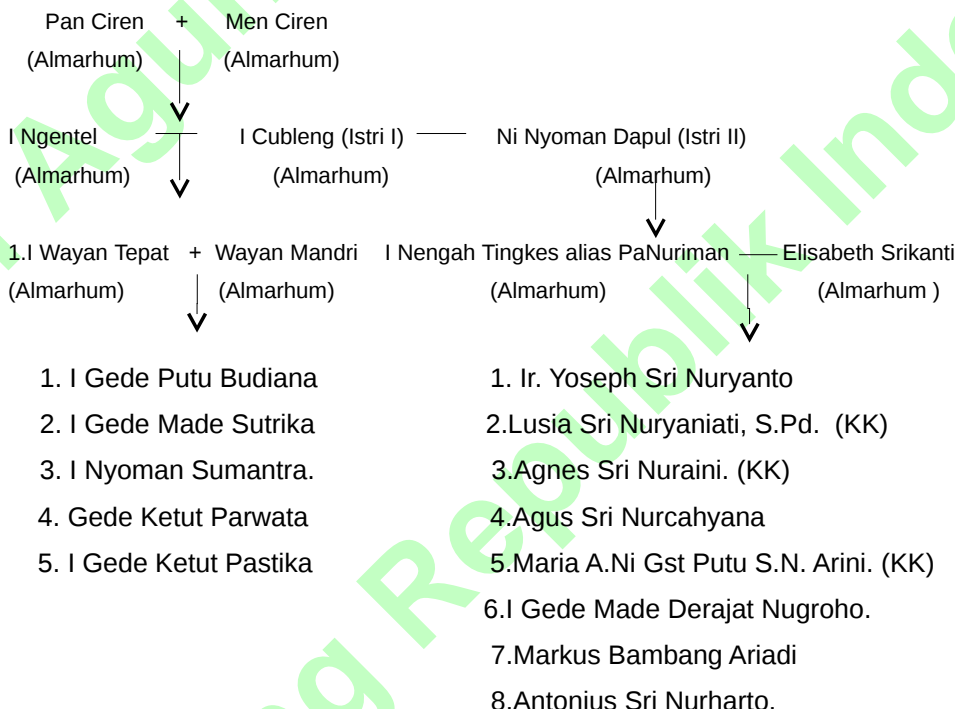 Pan Ciren + Men Ciren
(Almarhum) (Almarhum)
I Ngentel I Cubleng (Istri I) Ni Nyoman Dapul (Istri II)
(Almarhum) (Almarhum) (Almarhum)
1.I Wayan Tepat + Wayan Mandri I Nengah Tingkes alias PaNuriman Elisabeth Srikanti
(Almarhum) (Almarhum) (Almarhum) (Almarhum )
1. I Gede Putu Budiana
2. I Gede Made Sutrika
3. I Nyoman Sumantra.
4. Gede Ketut Parwata
5. I Gede Ketut Pastika
1. Ir. Yoseph Sri Nuryanto
2.Lusia Sri Nuryaniati, S.Pd. (KK)
3.Agnes Sri Nuraini. (KK)
4.Agus Sri Nurcahyana
5.Maria A.Ni Gst Putu S.N. Arini. (KK)
6.I Gede Made Derajat Nugroho.
7.Markus Bambang Ariadi
8.Antonius Sri Nurharto.